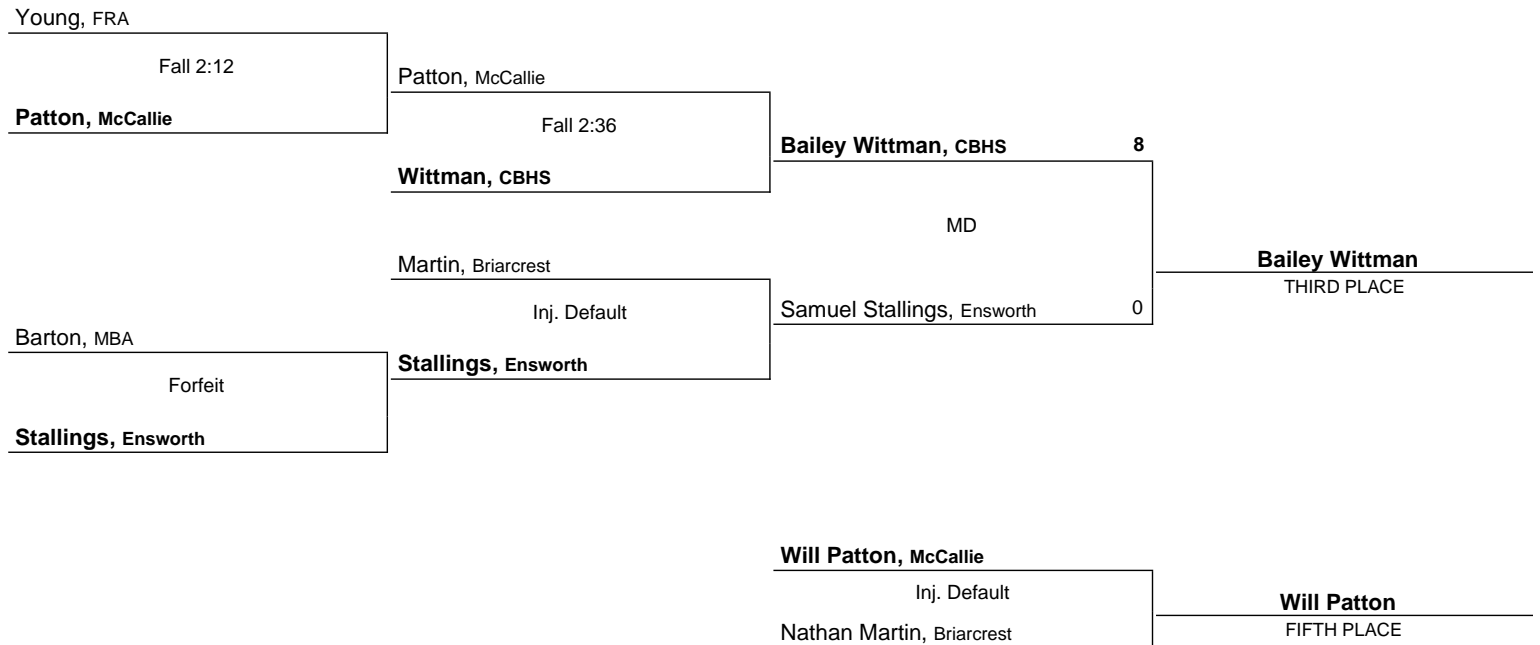 Young, FRA
Fall 2:12
Patton, McCallie
Patton, McCallie
Fall 2:36
Wittman, CBHS
Bailey Wittman, CBHS 8
MD
Martin, Briarcrest
Bailey Wittman
THIRD PLACE
Inj. Default
Samuel Stallings, Ensworth 0
Barton, MBA
Stallings, Ensworth
Forfeit
Stallings, Ensworth
Will Patton, McCallie
Inj. Default
Will Patton
Nathan Martin, Briarcrest
FIFTH PLACE